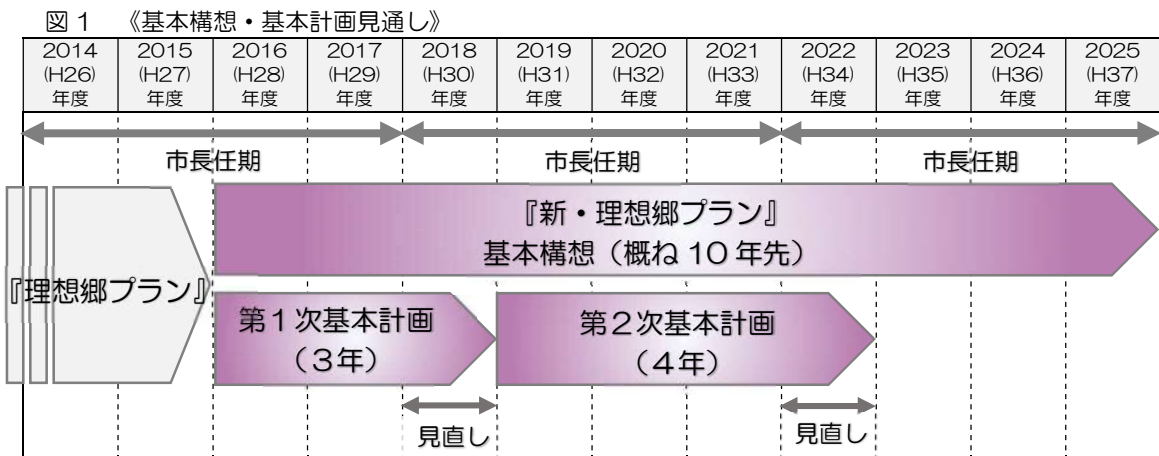 図1 《基本構想・基本計画見通し》
2014 2015 2016 2017 2018 2019 2020 2021 2022 2023 2024 2025
(H26) (H27) (H28) (H29) (H30) (H31) (H32) (H33) (H34) (H35) (H36) (H37)
年度 年度 年度 年度 年度 年度 年度 年度 年度 年度 年度 年度
市長任期 市長任期 市長任期
『新・理想郷プラン』
基本構想（概ね10年先）
『理想郷プラン』
第1次基本計画
（3年）
第2次基本計画
（4年）
見直し 見直し